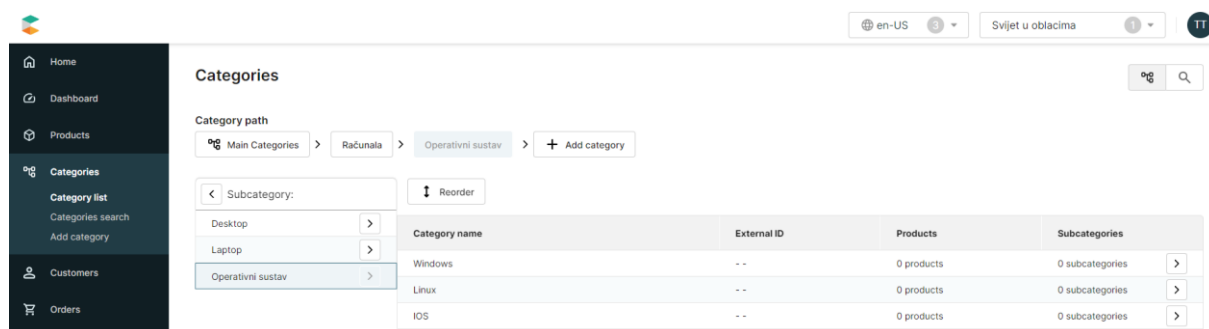 en-US 3 Svijet u oblacima 1 TT
Home
Dashboard
Products
Categories
Category list
Categories search
Add category
Customers
Orders
Categories
Category path
Main Categories > Računala > Operativni sustav > + Add category
Subcategory:
Desktop
Laptop
Operativni sustav
Reorder
Category name External ID Products Subcategories
Windows - - 0 products 0 subcategories
Linux - - 0 products 0 subcategories
IOS - - 0 products 0 subcategories